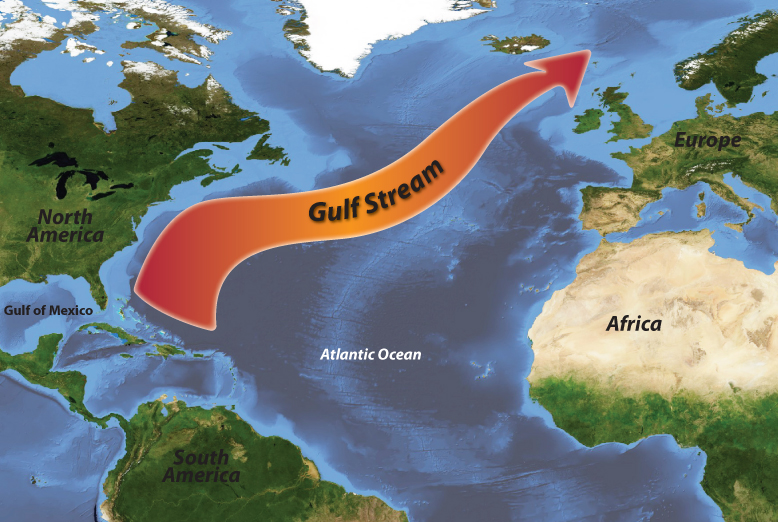 Europe
Gulf Stream
North
America
Gulf of Mexico
Africa
Atlantic Ocean
South
America